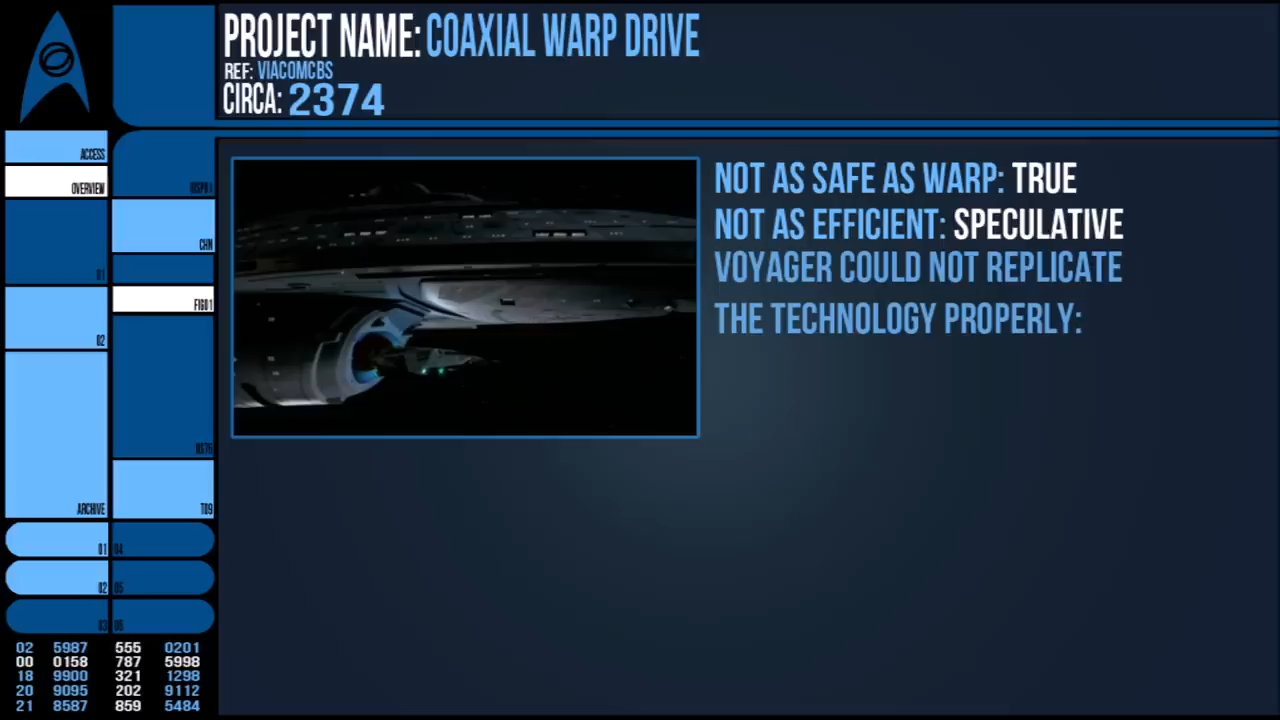 PROJECT NAME: COAXIAL WARP DRIVE
REF: VIACOMCBS
CIRCA: 2374
ACCESS
OVERVIEW
01
02
ARCHIVE
01
02
03
CHN
FIG01
T09
04
05
06
NOT AS SAFE AS WARP: TRUE
NOT AS EFFICIENT: SPECULATIVE
VOYAGER COULD NOT REPLICATE
THE TECHNOLOGY PROPERLY:
02 5987 555 0201
00 0158 787 5998
18 9900 321 1298
20 9095 202 9112
21 8587 859 5484